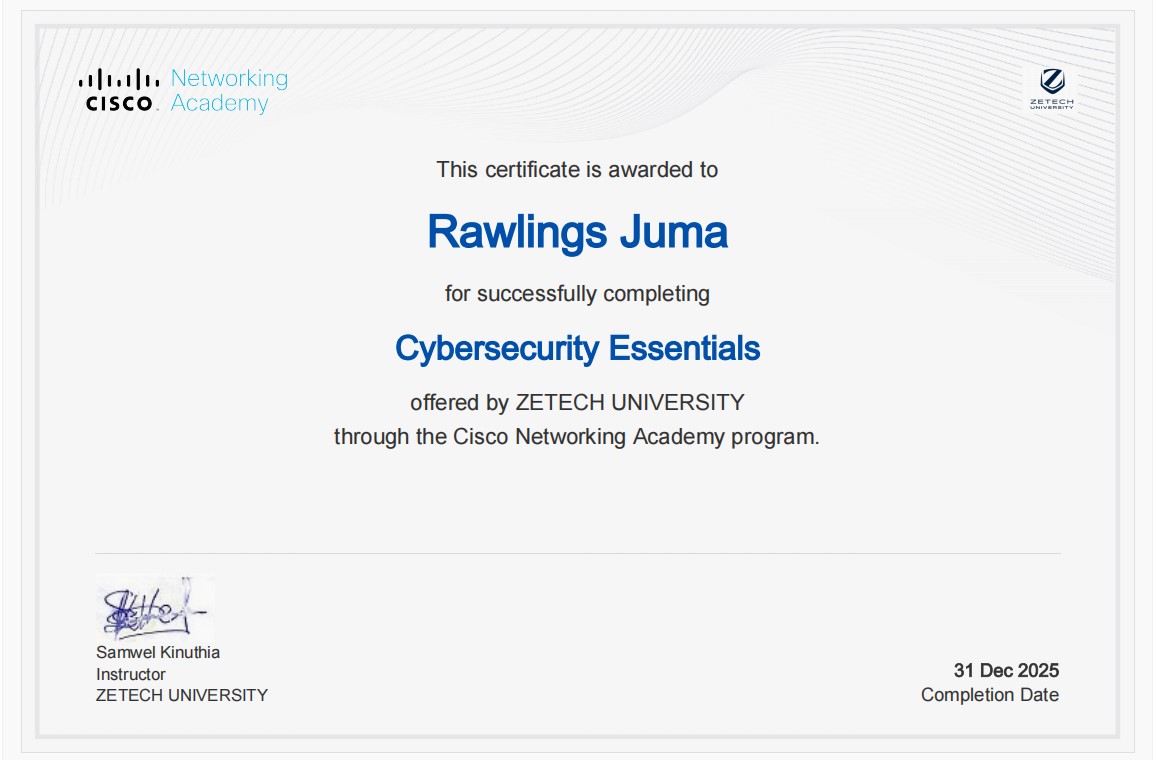 Networking
CISCO. Academy
ZETECH
UNIVERSITY
This certificate is awarded to
Rawlings Juma
for successfully completing
Cybersecurity Essentials
offered by ZETECH UNIVERSITY
through the Cisco Networking Academy program.
Samwel Kinuthia
Instructor
ZETECH UNIVERSITY
31 Dec 2025
Completion Date